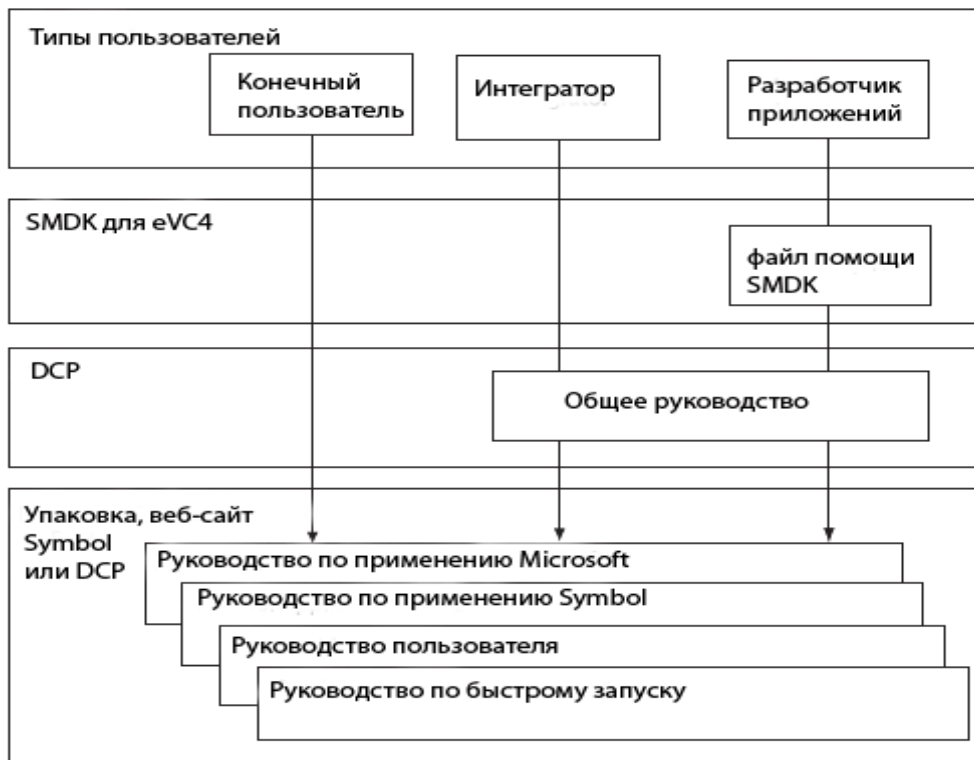 Типы пользователей
Конечный
пользователь
Интегратор
Разработчик
приложений
SMDK для eVC4
файл помощи
SMDK
DCP
Общее руководство
Упаковка, веб-сайт
Symbol
или DCP
Руководство по применению Microsoft
Руководство по применению Symbol
Руководство пользователя
Руководство по быстрому запуску